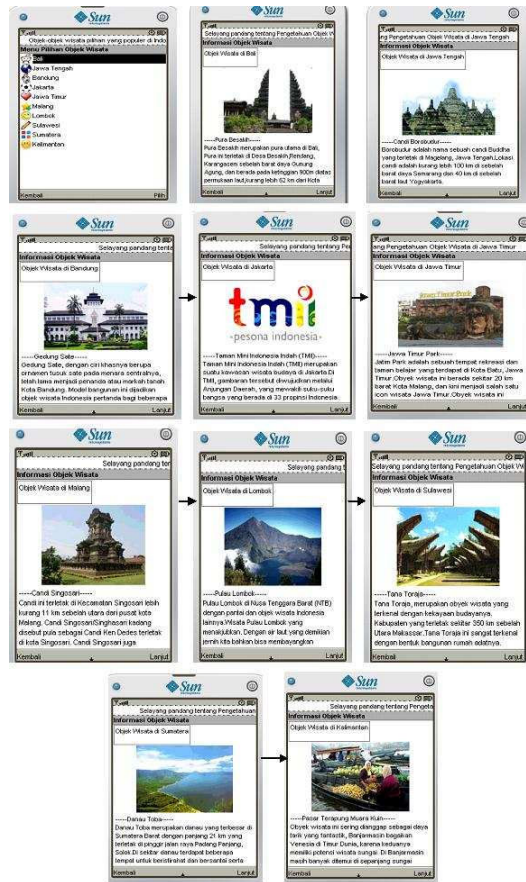 Sun
Objek-objek wisata pilihan yang populer di Indo
Menu Pilihan Objek Wisata
Bali
Jawa Tengah
Bandung
Jakarta
Jawa Timur
Malang
Lombok
Sulawesi
Sumatera
Kalimantan
Kembali Pilih
Sun
Selayang pandang tentang Pengetahuan Objek W
Informasi Objek Wisata
Objek Wisata di Bali
-----Pura Besakih-----
Pura Besakih merupakan pura utama di Bali,
Pura ini terletak di Desa Besakih,Rendang,
Karangasem sebelah barat daya Gunung
Agung, dan berada pada ketinggian 900m diatas
permukaan laut,kurang lebih 62 km dari Kota
Kembali Lanjut
Sun
ng Pengetahuan Objek Wisata di Jawa Tengah
Informasi Objek Wisata
Objek Wisata di Jawa Tengah
-----Candi Borobudur-----
Borobudur adalah nama sebuah candi Buddha
yang terletak di Magelang, Jawa Tengah,Lokasi
candi adalah kurang lebih 100 km di sebelah
barat daya Semarang dan 40 km di sebelah
barat laut Yogyakarta.
Kembali Lanjut
Sun
Selayang pandang tenta
Informasi Objek Wisata
Objek Wisata di Bandung
-----Gedung Sate-----
Gedung Sate, dengan ciri khasnya berupa
ornamen tusuk sate pada menara sentralnya,
telah lama menjadi penanda atau markah tanah
Kota Bandung. Model bangunan ini dijadikan
objek wisata Indonesia pertanda bagi beberapa
Kembali Lanjut
Sun
Selayang pandang tentang Pe
Informasi Objek Wisata
Objek Wisata di Jakarta
tmii
-pesona indonesia-
-----Taman Mini Indonesia Indah (TMI)-----
Taman Mini Indonesia Indah (TMI) merupakan
suatu kawasan wisata budaya di Jakarta Di
TMI, gambaran tersebut diwujudkan melalui
Anjungan Daerah, yang mewakili suku-suku
bangsa yang berada di 33 propinsi Indonesia.
Kembali Lanjut
Sun
ang Pengetahuan Objek Wisata di Jawa Timur
Informasi Objek Wisata
Objek Wisata di Jawa Timur
-----Jawa Timur Park-----
Jatim Park adalah sebuah tempat rekreasi dan
taman belajar yang terdapat di Kota Batu, Jawa
Timur,Objek wisata ini berada sekitar 20 km
barat Kota Malang, dan kini menjadi salah satu
icon wisata Jawa Timur.Obyek wisata ini
Kembali Lanjut
Sun
Selayang pandang ter
Informasi Objek Wisata
Objek Wisata di Malang
-----Candi Singosari-----
Candi ini terletak di Kecamatan Singosari lebih
kurang 11 km sebelah utara dari pusat kota
Malang. Candi Singosari/Singhasari kadang
disebut pula sebagai Candi Ken Dedes terletak
di kota Singosari. Candi Singosari juga
Kembali Lanjut
Sun
Selayang pandang t
Informasi Objek Wisata
Objek Wisata di Lombok
-----Pulau Lombok-----
Pulau Lombok di Nusa Tenggara Barat (NTB)
dengan pantai dan objek wisata Indonesia
lainnya.Wisata Pulau Lombok yang
menakjubkan. Dengan air laut yang demikian
jernih kita bahkan bisa membayangkan
Kembali Lanjut
Sun
Selayang pandang tentang Pengetahuan Objek Wi
Informasi Objek Wisata
Objek Wisata di Sulawesi
-----Tana Toraja-----
Tana Toraja, merupakan obyek wisata yang
terkenal dengan kekayaan budayanya.
Kabupaten yang terletak sekitar 350 km sebelah
Utara Makassar.Tana Toraja ini sangat terkenal
dengan bentuk bangunan rumah adatnya.
Kembali Lanjut
Sun
Selayang pandang tentang Pengetahuan
Informasi Objek Wisata
Objek Wisata di Sumatera
-----Danau Toba-----
Danau Toba merupakan danau yang terbesar di
Sumatera Barat dengan panjang 21 km yang
terletak di pinggir jalan raya Padang Panjang,
Solok.Di sekitar danau terdapat beberapa
tempat untuk beristirahat dan bersantai serta
Kembali Lanjut
Sun
Selayang pandang tentang Pengeta
Informasi Objek Wisata
Objek Wisata di Kalimantan
-----Pasar Terapung Muara Kuin-----
Obyek wisata ini sering dianggap sebagai daya
tarik yang fantastik, Banjarmasin bagaikan
Venesia di Timur Dunia, karena keduanya
memiliki potensi wisata sungai. Di Banjarmasin
masih banyak ditemui di sepanjang sungai
Kembali Lanjut